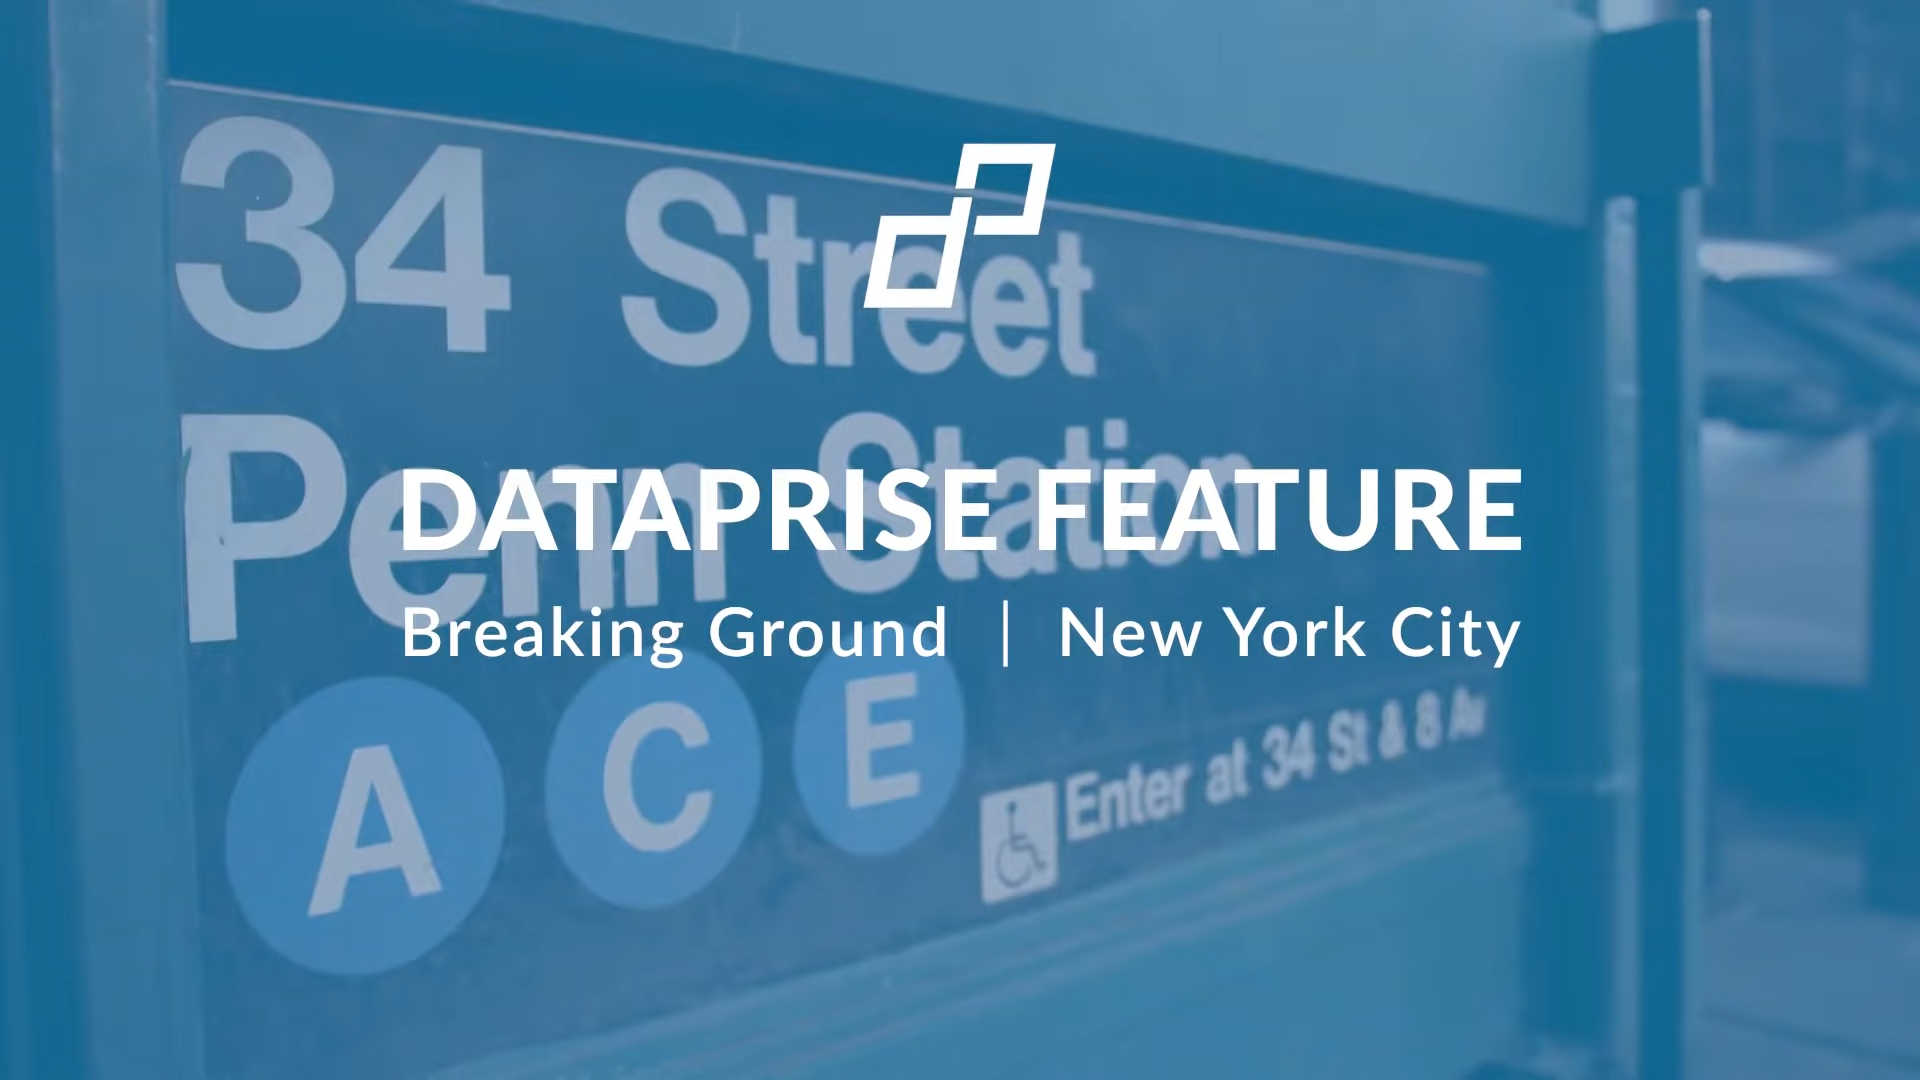 34 Street
Penn Station
DATAPRISE FEATURE
Breaking Ground | New York City
A C E
Enter at 34 St & 8 Av